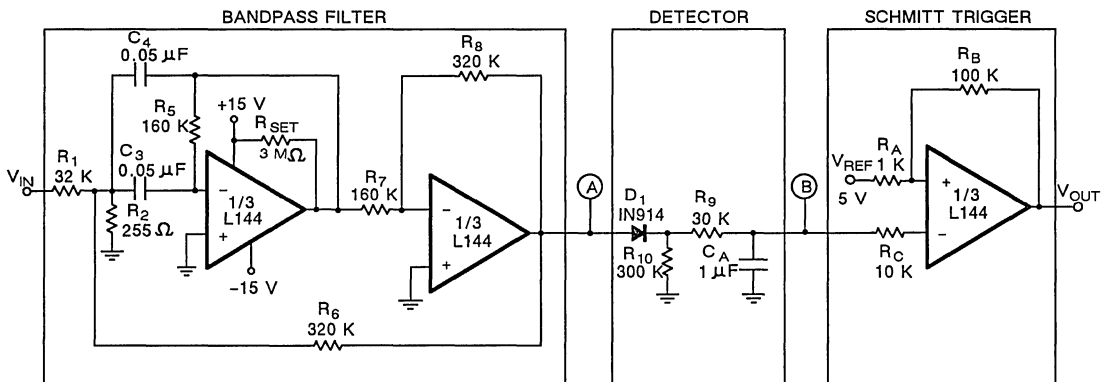 BANDPASS FILTER
DETECTOR
SCHMITT TRIGGER
C4
0.05 μF
R8
320 K
RB
100 K
R5
160 K
+15 V
RSET
3 MΩ
C3
0.05 μF
R1
32 K
VIN
R2
255 Ω
−
+
1/3
L144
−15 V
R7
160 K
−
+
1/3
L144
A
D1
IN914
R9
30 K
R10
300 K
CA
1 μF
B
RA
1 K
VREF
5 V
+
−
1/3
L144
VOUT
RC
10 K
R6
320 K